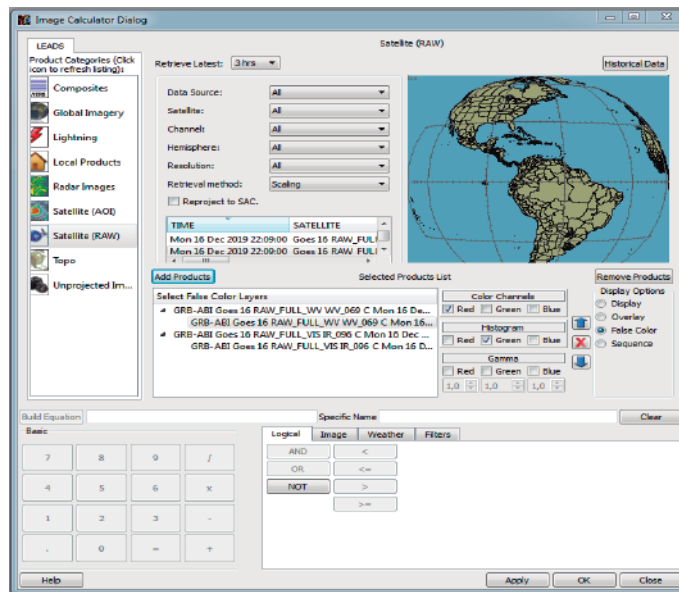 Image Calculator Dialog
LEADS
Satellite (RAW)
Product Categories (Click icon to refresh listing):
Composites
Global Imagery
Lightning
Local Products
Radar Images
Satellite (AOI)
Satellite (RAW)
Topo
Unprojected Im...
Retrieve Latest: 3 hrs
Historical Data
Data Source: All
Satellite: All
Channel: All
Hemisphere: All
Resolution: All
Retrieval method: Scaling
Reproject to SAC.
TIME SATELLITE
Mon 16 Dec 2019 22:09:00 Goes 16 RAW_FULL
Mon 16 Dec 2019 22:09:00 Goes 16 RAW_FULL
Add Products
Selected Products List
Remove Products
Select False Color Layers
GRB-ABI Goes 16 RAW_FULL_WV WV_069 C Mon 16 De...
GRB-ABI Goes 16 RAW_FULL_WV WV_069 C Mon 16...
GRB-ABI Goes 16 RAW_FULL_VIS IR_096 C Mon 16 Dec ...
GRB-ABI Goes 16 RAW_FULL_VIS IR_096 C Mon 16 D...
Color Channels
Red Green Blue
Histogram
Red Green Blue
Gamma
Red Green Blue
1,0 1,0 1,0
Display Options
Display
Overlay
False Color
Sequence
Build Equation
Specific Name
Clear
Basic
7 8 9 /
4 5 6 x
1 2 3 -
. 0 = +
Logical Image Weather Filters
AND <
OR <=
NOT >
>=
Help
Apply OK Close